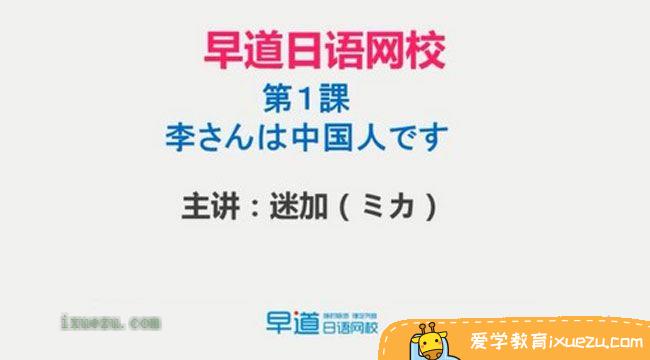 早道日语网校
第1課
李さんは中国人です
主讲：迷加（ミカ）
ixuezu.com
早道
日语网校
爱学教育ixuezu.com